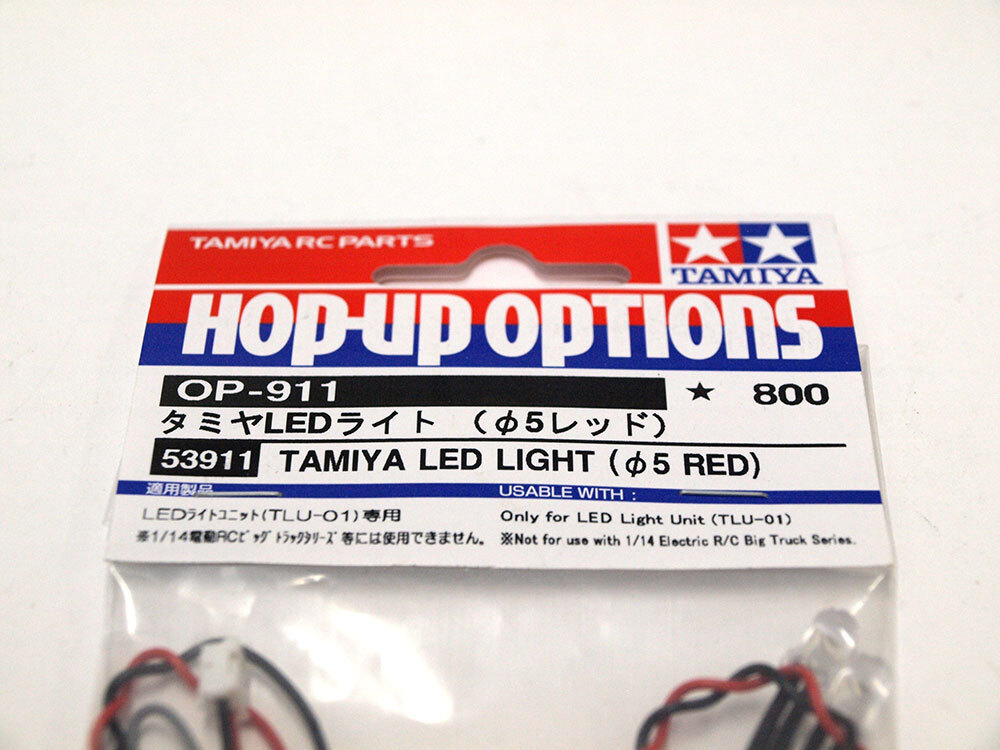 TAMIYA RC PARTS
TAMIYA
HOP-UP OPTIONS
OP-911 ★ 800
タミヤLEDライト （φ5レッド）
53911 TAMIYA LED LIGHT (φ5 RED)
適用製品 USABLE WITH :
LEDライトユニット(TLU-01)専用 Only for LED Light Unit (TLU-01)
※1/14電動RCビッグトラックシリーズ等には使用できません。 ※Not for use with 1/14 Electric R/C Big Truck Series.